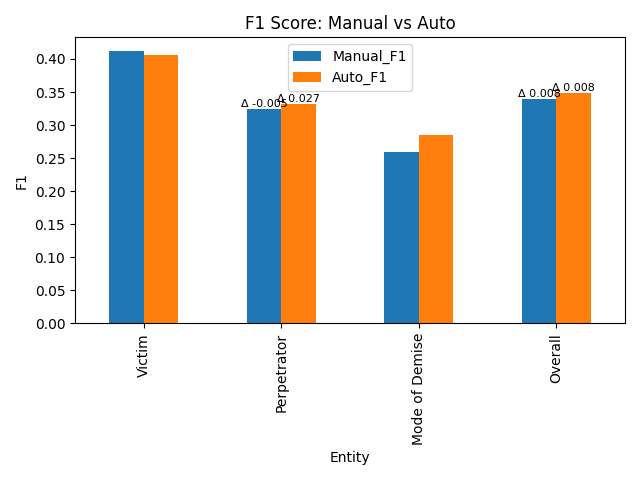 F1 Score: Manual vs Auto
Manual_F1
Auto_F1
Δ -0.005
Δ 0.027
Δ 0.008
Δ 0.008
F1
0.40
0.35
0.30
0.25
0.20
0.15
0.10
0.05
0.00
Victim
Perpetrator
Mode of Demise
Overall
Entity